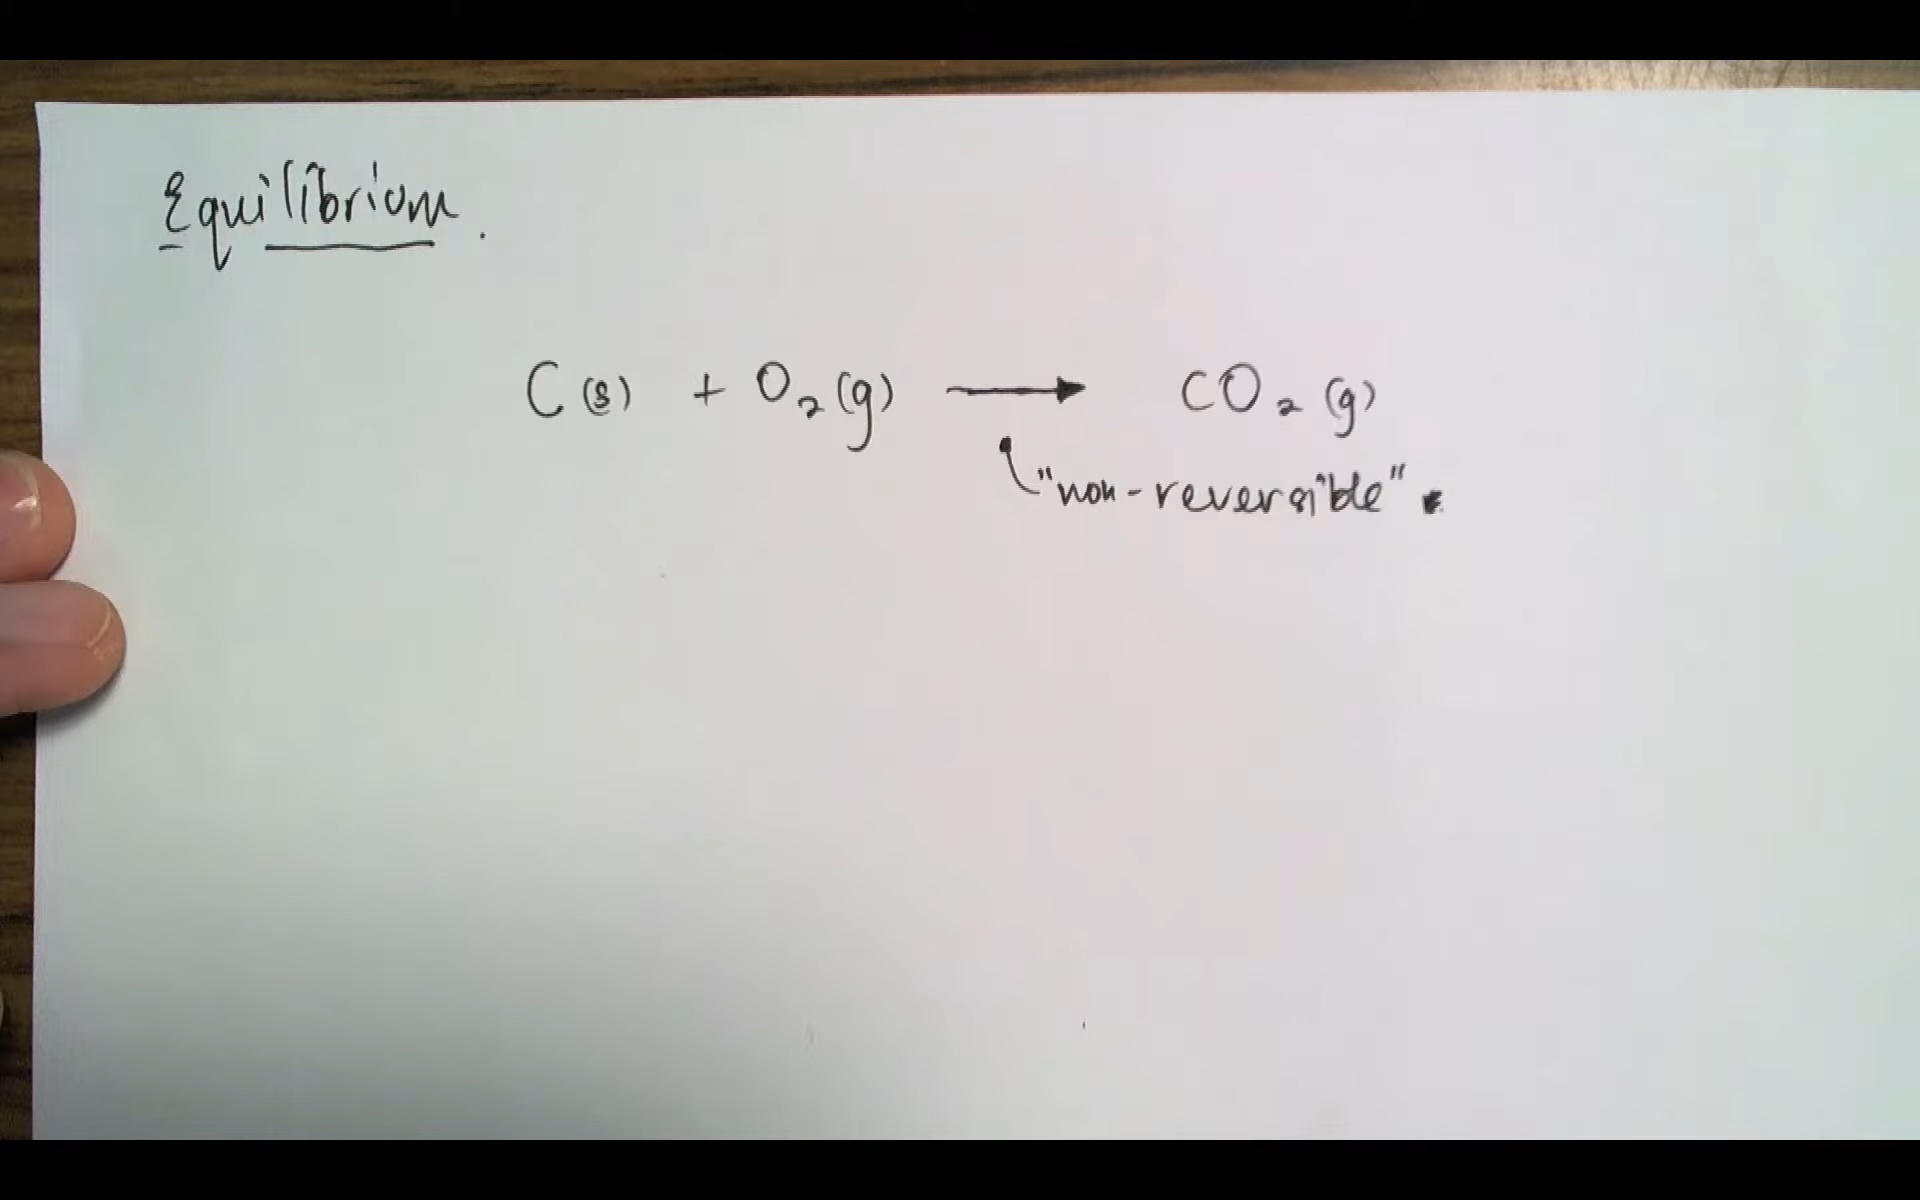 Equilibrium.
C(s) + O₂(g) → CO₂(g)
"non-reversible".